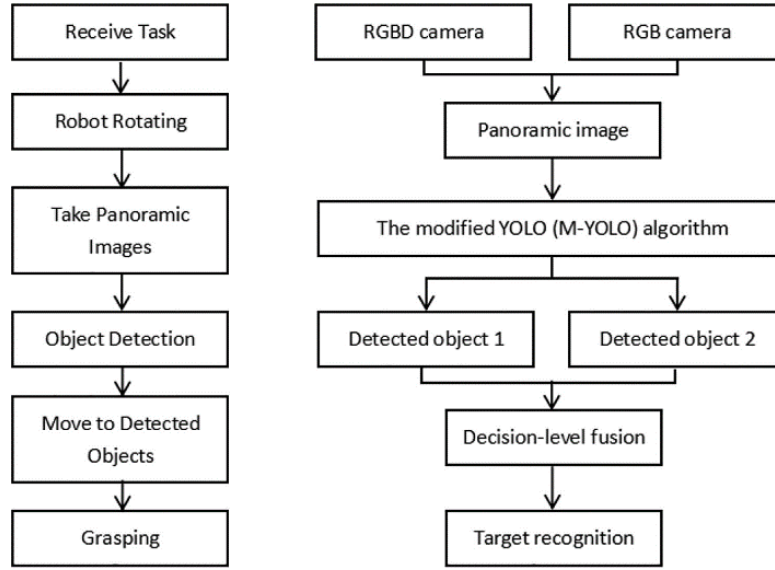 Receive Task
Robot Rotating
Take Panoramic
Images
Object Detection
Move to Detected
Objects
Grasping
RGBD camera
RGB camera
Panoramic image
The modified YOLO (M-YOLO) algorithm
Detected object 1
Detected object 2
Decision-level fusion
Target recognition